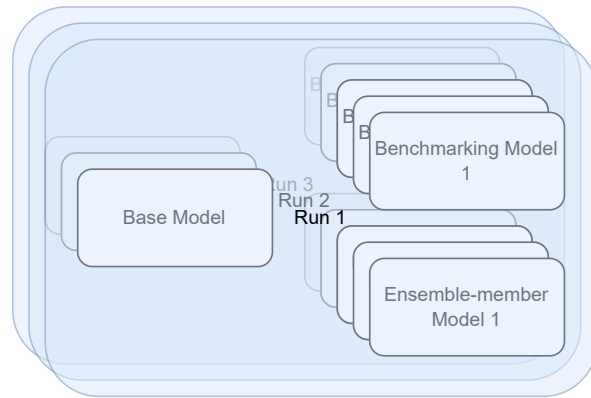 Run 3
Run 2
Run 1
Base Model
Benchmarking Model
1
Ensemble-member
Model 1